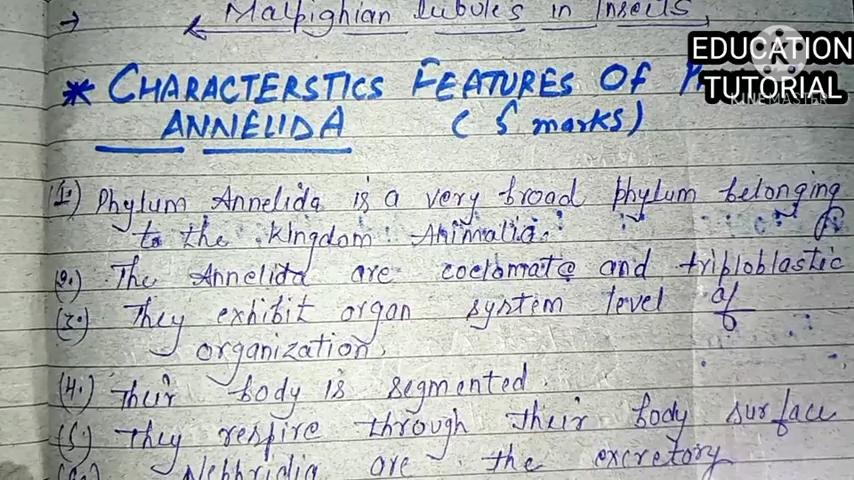 → Malpighian tubules in Insects,
EDUCATION
TUTORIAL
KINEMASTER
* CHARACTERSTICS FEATURES OF
ANNELIDA (5 marks)
(1.) Phylum Annelida is a very broad phylum belonging
to the kingdom Animalia.
(2.) The Annelida are coelomate and triploblastic
(3.) They exhibit organ system level of
organization.
(4.) Their body is segmented.
(5.) They respire through their body surface
(6.) Nephridia are the excretory